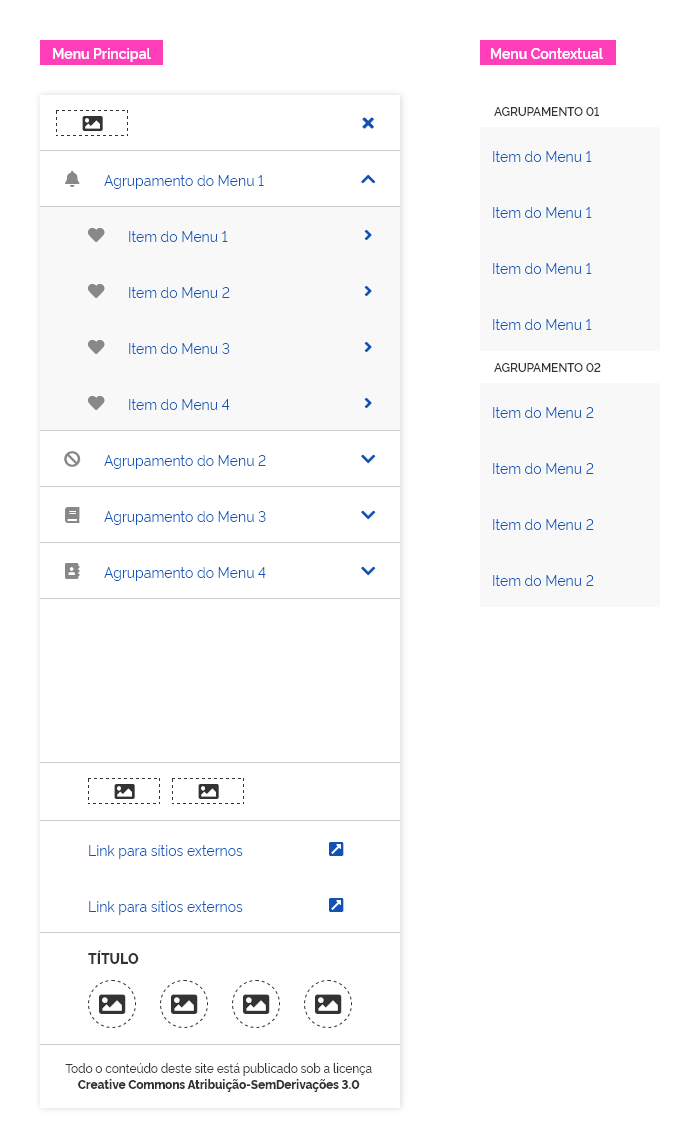 Menu Principal
Agrupamento do Menu 1
Item do Menu 1
Item do Menu 2
Item do Menu 3
Item do Menu 4
Agrupamento do Menu 2
Agrupamento do Menu 3
Agrupamento do Menu 4
Link para sítios externos
Link para sítios externos
TÍTULO
Todo o conteúdo deste site está publicado sob a licença
Creative Commons Atribuição-SemDerivações 3.0
Menu Contextual
AGRUPAMENTO 01
Item do Menu 1
Item do Menu 1
Item do Menu 1
Item do Menu 1
AGRUPAMENTO 02
Item do Menu 2
Item do Menu 2
Item do Menu 2
Item do Menu 2